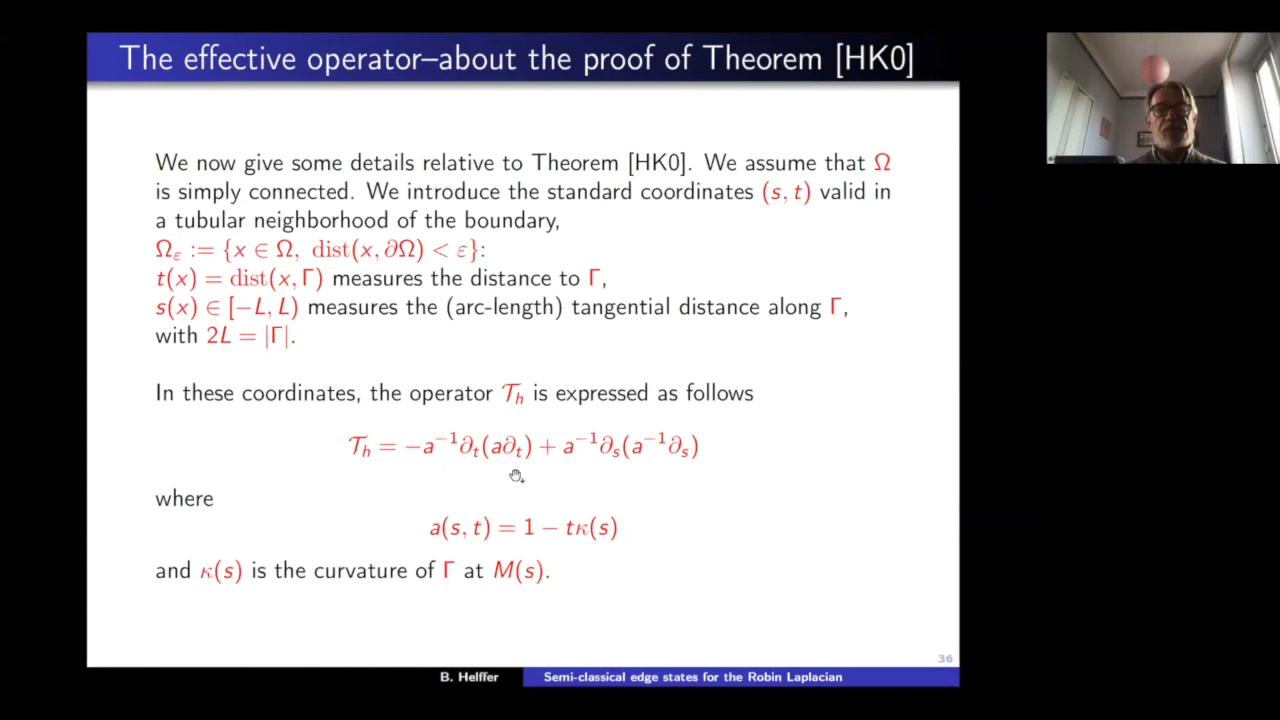 The effective operator–about the proof of Theorem [HK0]
We now give some details relative to Theorem [HK0]. We assume that Ω
is simply connected. We introduce the standard coordinates (s, t) valid in
a tubular neighborhood of the boundary,
Ω_ε := {x ∈ Ω, dist(x, ∂Ω) < ε}:
t(x) = dist(x, Γ) measures the distance to Γ,
s(x) ∈ [−L, L) measures the (arc-length) tangential distance along Γ,
with 2L = |Γ|.
In these coordinates, the operator 𝒯_h is expressed as follows
𝒯_h = −a⁻¹∂_t(a∂_t) + a⁻¹∂_s(a⁻¹∂_s)
where
a(s, t) = 1 − tκ(s)
and κ(s) is the curvature of Γ at M(s).
36
B. Helffer Semi-classical edge states for the Robin Laplacian